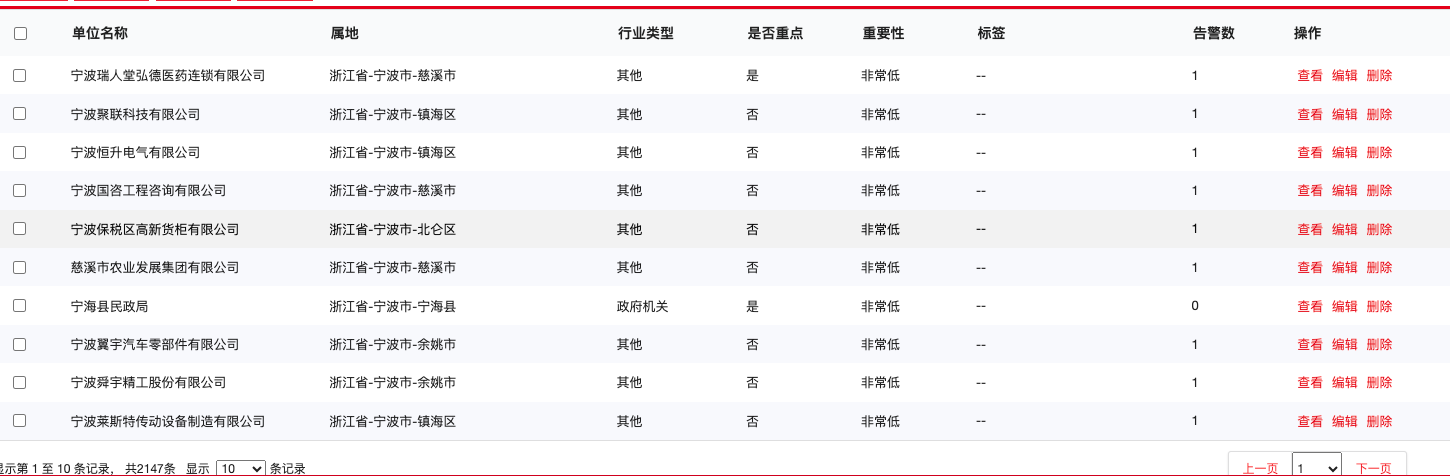 单位名称 属地 行业类型 是否重点 重要性 标签 告警数 操作
宁波瑞人堂弘德医药连锁有限公司 浙江省-宁波市-慈溪市 其他 是 非常低 -- 1 查看 编辑 删除
宁波聚联科技有限公司 浙江省-宁波市-镇海区 其他 否 非常低 -- 1 查看 编辑 删除
宁波恒升电气有限公司 浙江省-宁波市-镇海区 其他 否 非常低 -- 1 查看 编辑 删除
宁波国咨工程咨询有限公司 浙江省-宁波市-慈溪市 其他 否 非常低 -- 1 查看 编辑 删除
宁波保税区高新货柜有限公司 浙江省-宁波市-北仑区 其他 否 非常低 -- 1 查看 编辑 删除
慈溪市农业发展集团有限公司 浙江省-宁波市-慈溪市 其他 否 非常低 -- 1 查看 编辑 删除
宁海县民政局 浙江省-宁波市-宁海县 政府机关 是 非常低 -- 0 查看 编辑 删除
宁波翼宇汽车零部件有限公司 浙江省-宁波市-余姚市 其他 否 非常低 -- 1 查看 编辑 删除
宁波舜宇精工股份有限公司 浙江省-宁波市-余姚市 其他 否 非常低 -- 1 查看 编辑 删除
宁波莱斯特传动设备制造有限公司 浙江省-宁波市-镇海区 其他 否 非常低 -- 1 查看 编辑 删除
显示第 1 至 10 条记录， 共2147条 显示 10 条记录 上一页 1 下一页